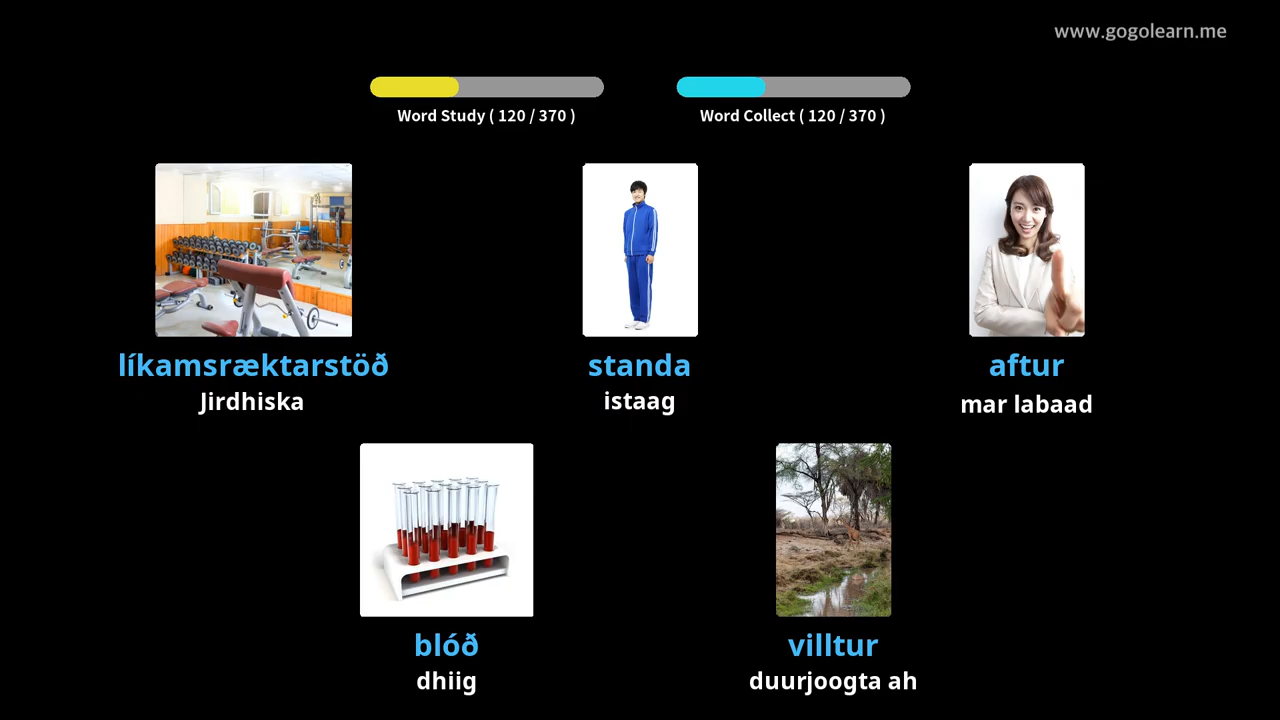 www.gogolearn.me
Word Study ( 120 / 370 )
Word Collect ( 120 / 370 )
líkamsræktarstöð
Jirdhiska
standa
istaag
aftur
mar labaad
blóð
dhiig
villtur
duurjoogta ah